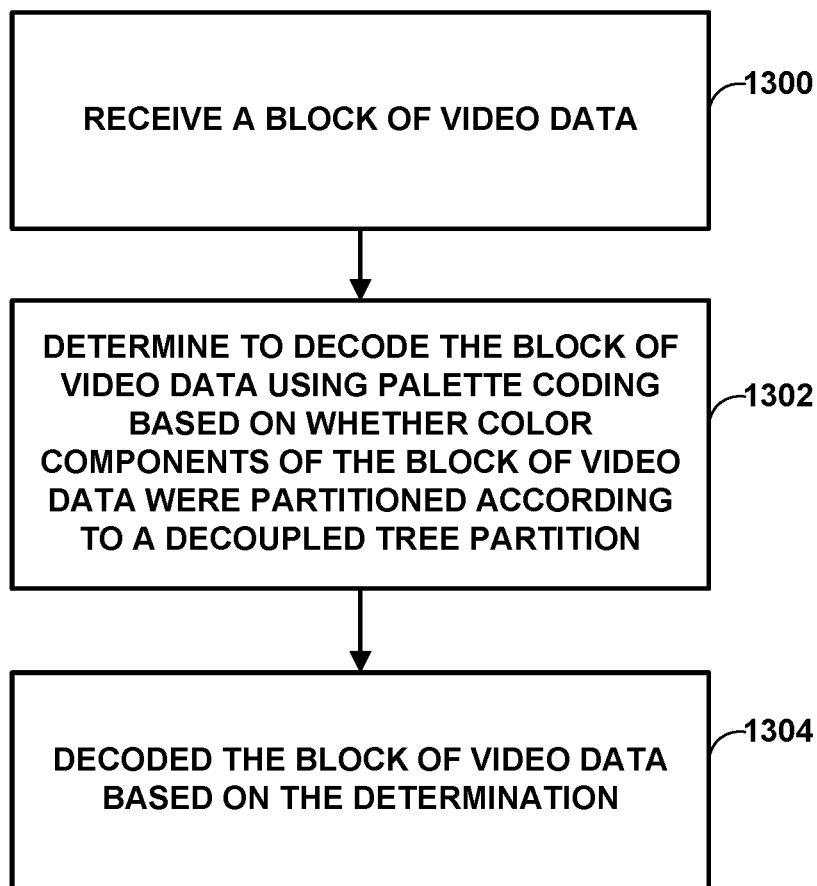 RECEIVE A BLOCK OF VIDEO DATA
1300
DETERMINE TO DECODE THE BLOCK OF
VIDEO DATA USING PALETTE CODING
BASED ON WHETHER COLOR
COMPONENTS OF THE BLOCK OF VIDEO
DATA WERE PARTITIONED ACCORDING
TO A DECOUPLED TREE PARTITION
1302
DECODED THE BLOCK OF VIDEO DATA
BASED ON THE DETERMINATION
1304